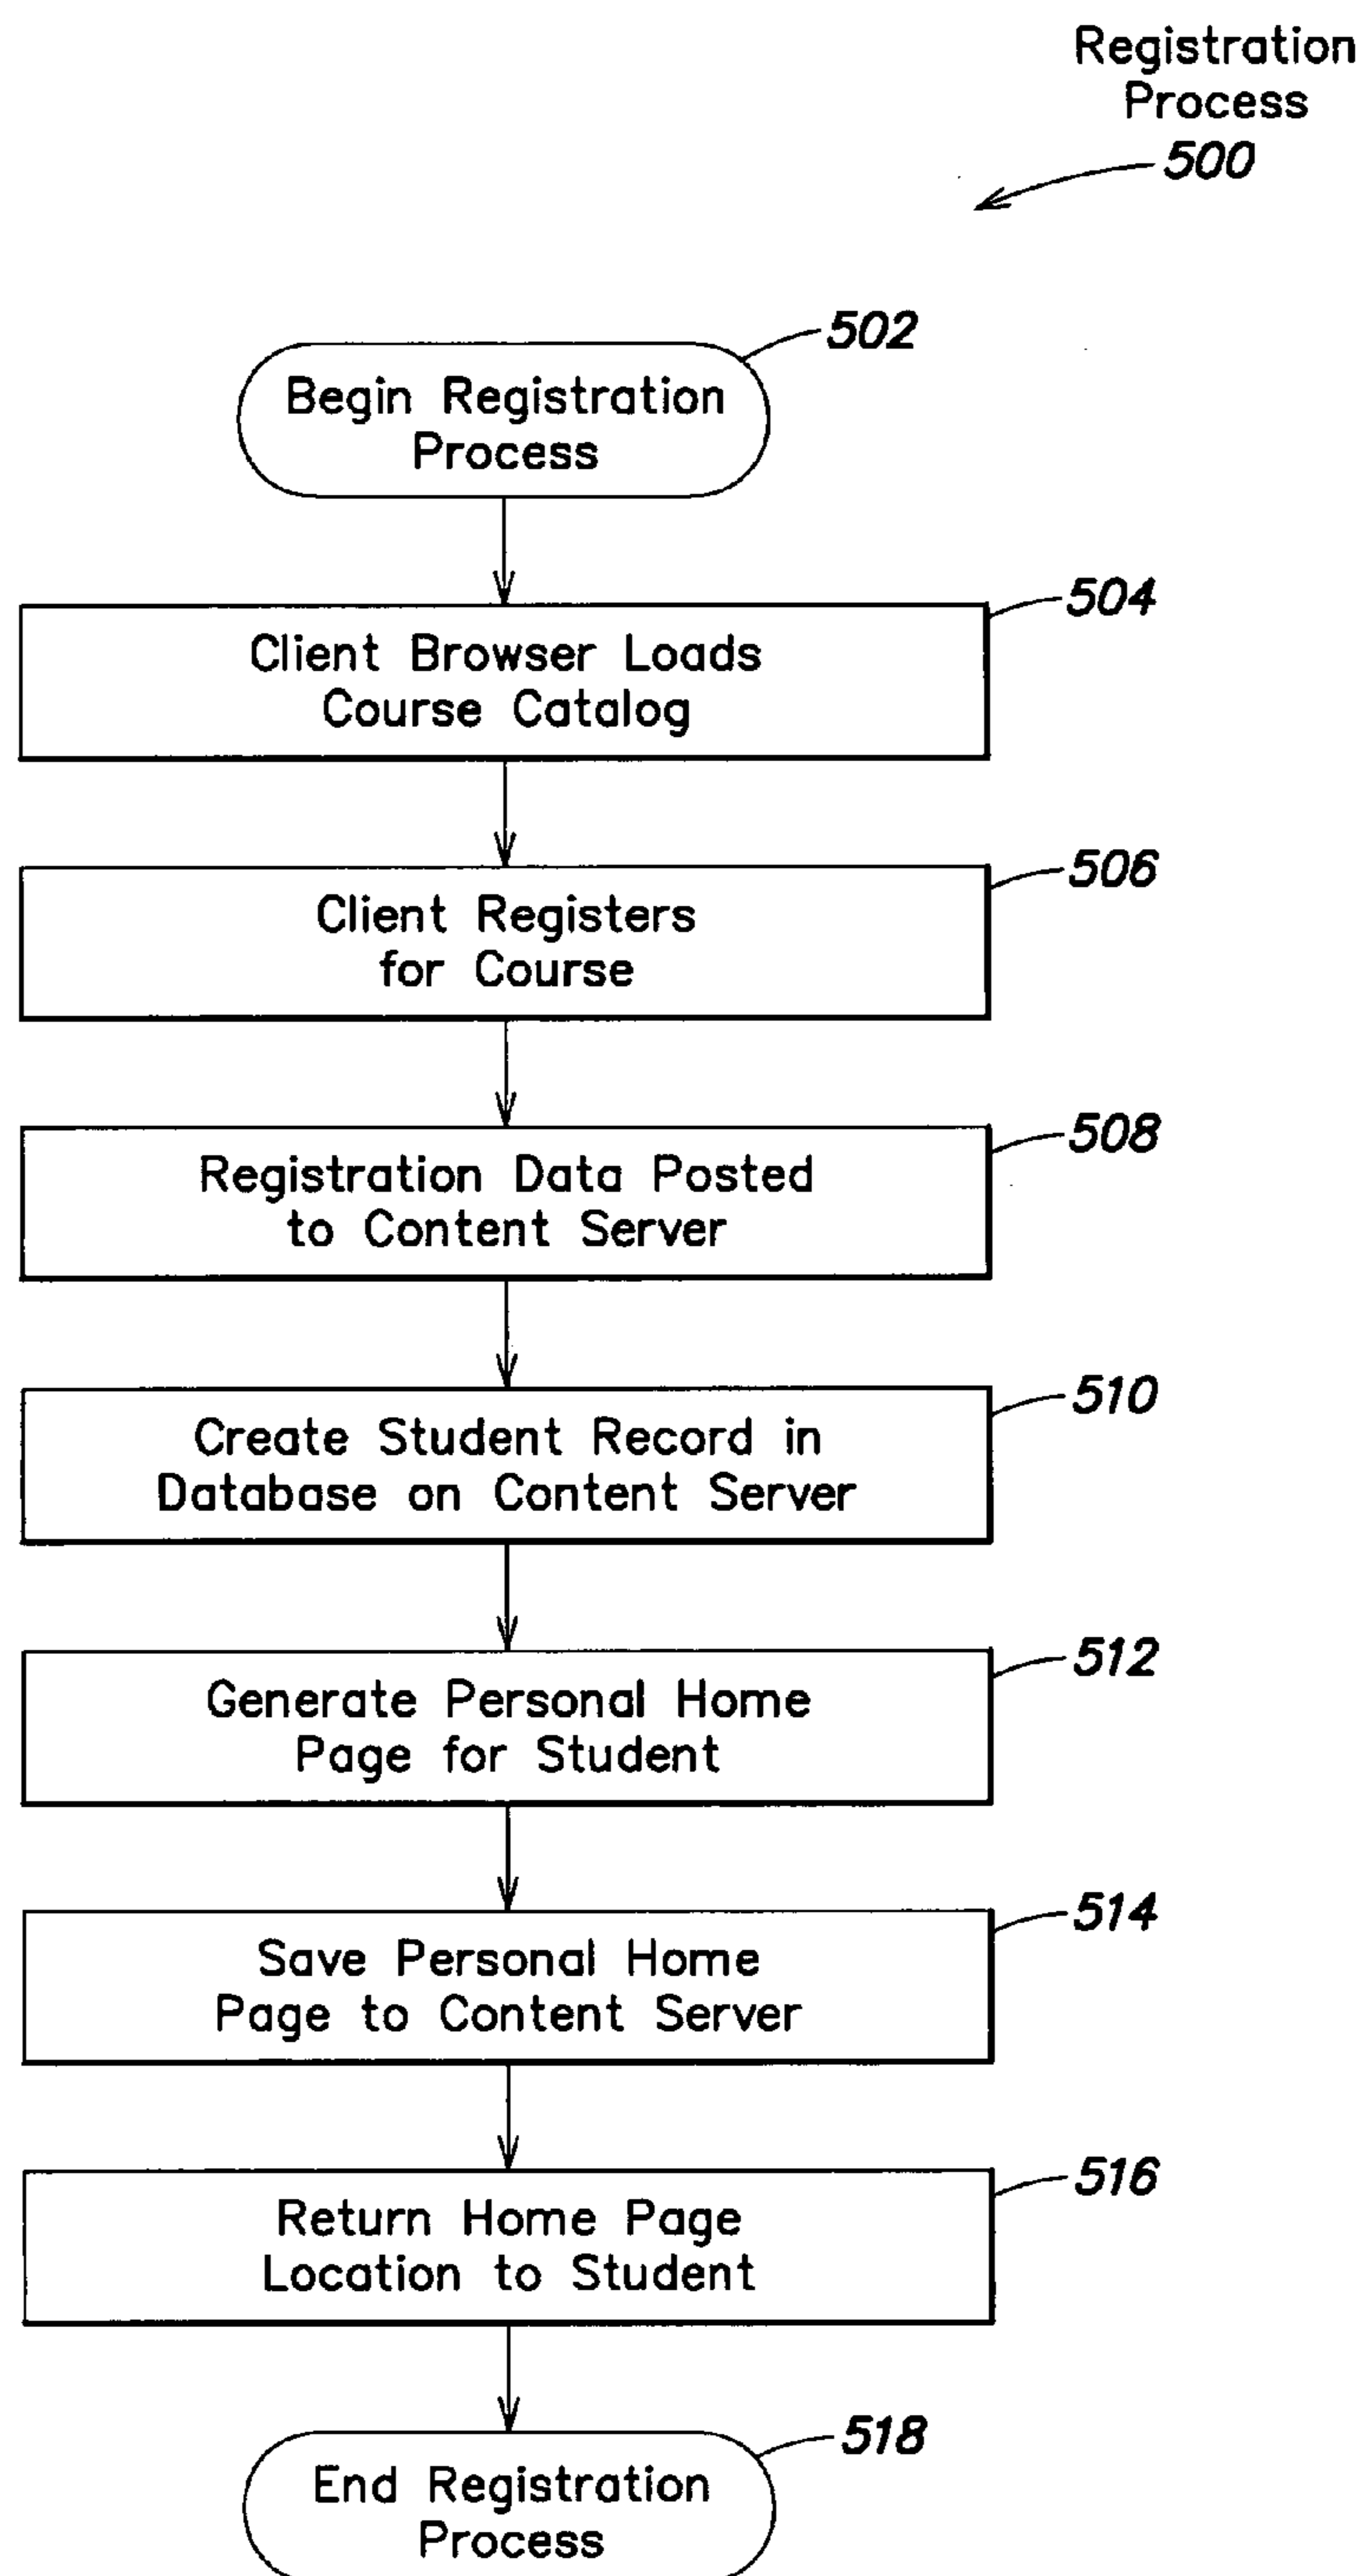 Registration
Process
500
502
Begin Registration
Process
504
Client Browser Loads
Course Catalog
506
Client Registers
for Course
508
Registration Data Posted
to Content Server
510
Create Student Record in
Database on Content Server
512
Generate Personal Home
Page for Student
514
Save Personal Home
Page to Content Server
516
Return Home Page
Location to Student
518
End Registration
Process